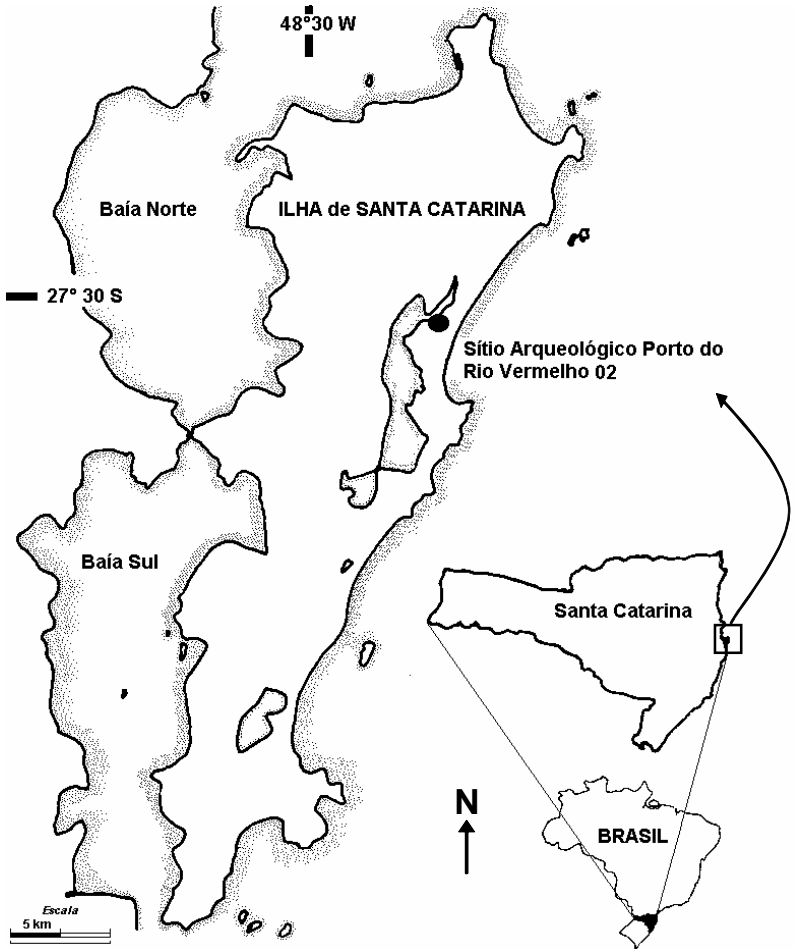 48°30 W
Baía Norte
ILHA de SANTA CATARINA
27° 30 S
Sítio Arqueológico Porto do
Rio Vermelho 02
Baía Sul
Santa Catarina
N
BRASIL
Escala
5 km